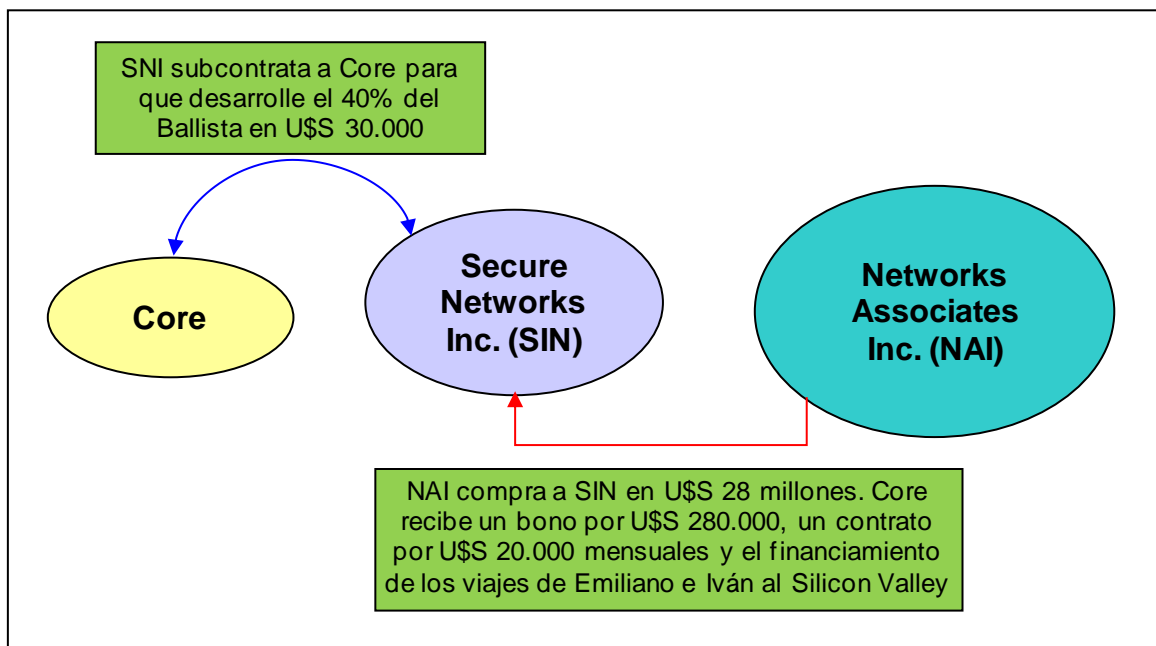 SNI subcontrata a Core para
que desarrolle el 40% del
Ballista en U$S 30.000
Core
Secure
Networks
Inc. (SIN)
Networks
Associates
Inc. (NAI)
NAI compra a SIN en U$S 28 millones. Core
recibe un bono por U$S 280.000, un contrato
por U$S 20.000 mensuales y el financiamiento
de los viajes de Emiliano e Iván al Silicon Valley